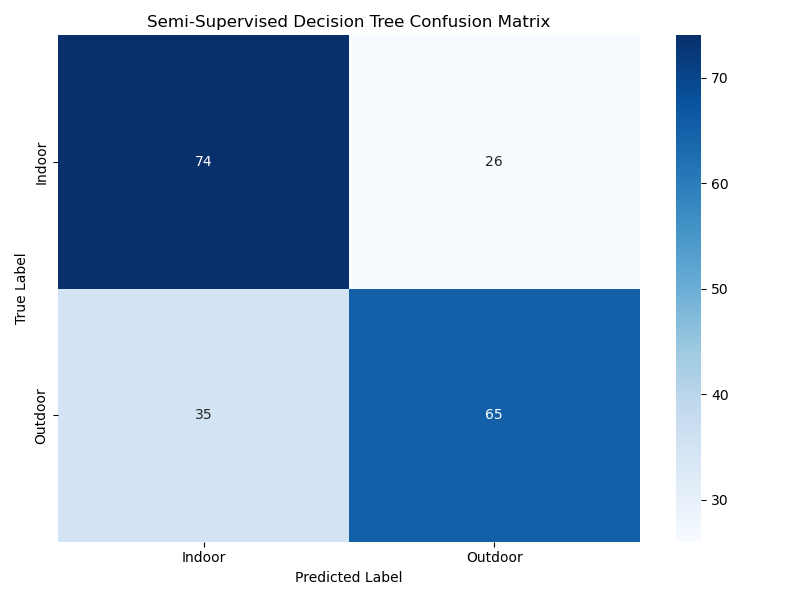 Semi-Supervised Decision Tree Confusion Matrix
True Label
Indoor
Outdoor
74
26
35
65
Indoor
Outdoor
Predicted Label
70
60
50
40
30